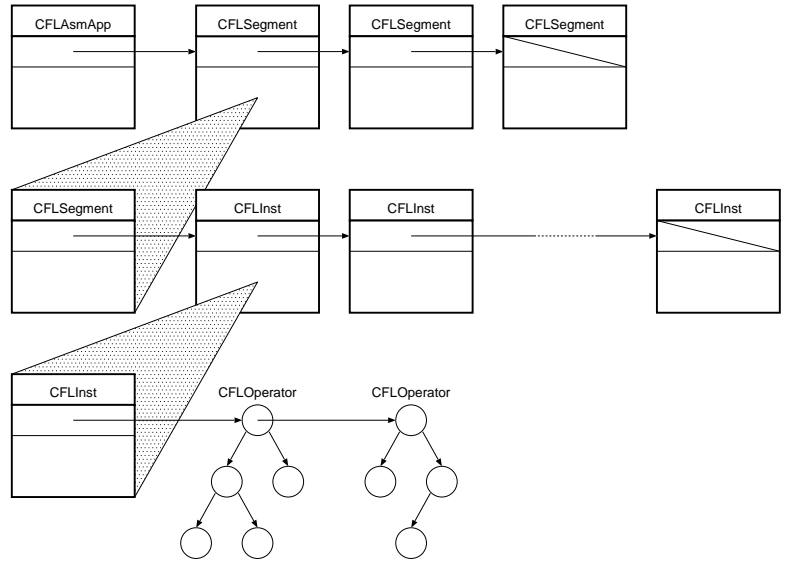 CFLAsmApp
CFLSegment
CFLSegment
CFLSegment
CFLSegment
CFLInst
CFLInst
CFLInst
CFLInst
CFLOperator
CFLOperator